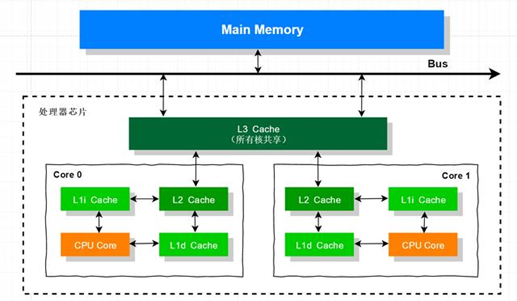 Main Memory
Bus
处理器芯片
L3 Cache
（所有核共享）
Core 0
Core 1
L1i Cache
L2 Cache
L2 Cache
L1i Cache
CPU Core
L1d Cache
L1d Cache
CPU Core